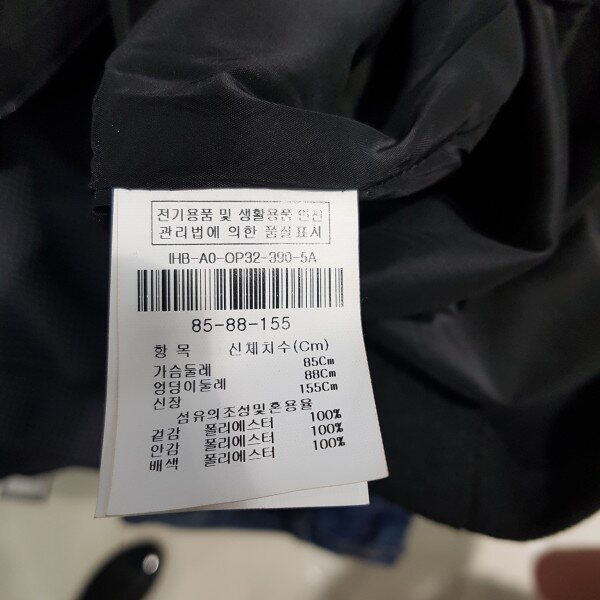 전기용품 및 생활용품 안전
관리법에 의한 품질표시
IHB-A0-OP32-390-5A
85-88-155
항 목 신체치수(Cm)
가슴둘레 85Cm
엉덩이둘레 88Cm
신장 155Cm
섬유의조성및혼용율
겉감 폴리에스터 100%
안감 폴리에스터 100%
배색 폴리에스터 100%